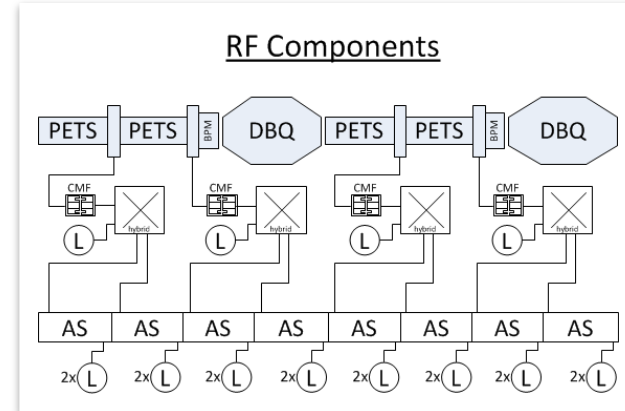 RF Components
PETS PETS BPM DBQ PETS PETS BPM DBQ
CMF CMF CMF CMF
hybrid hybrid hybrid hybrid
L L L L
AS AS AS AS AS AS AS AS
2x L 2x L 2x L 2x L 2x L 2x L 2x L 2x L